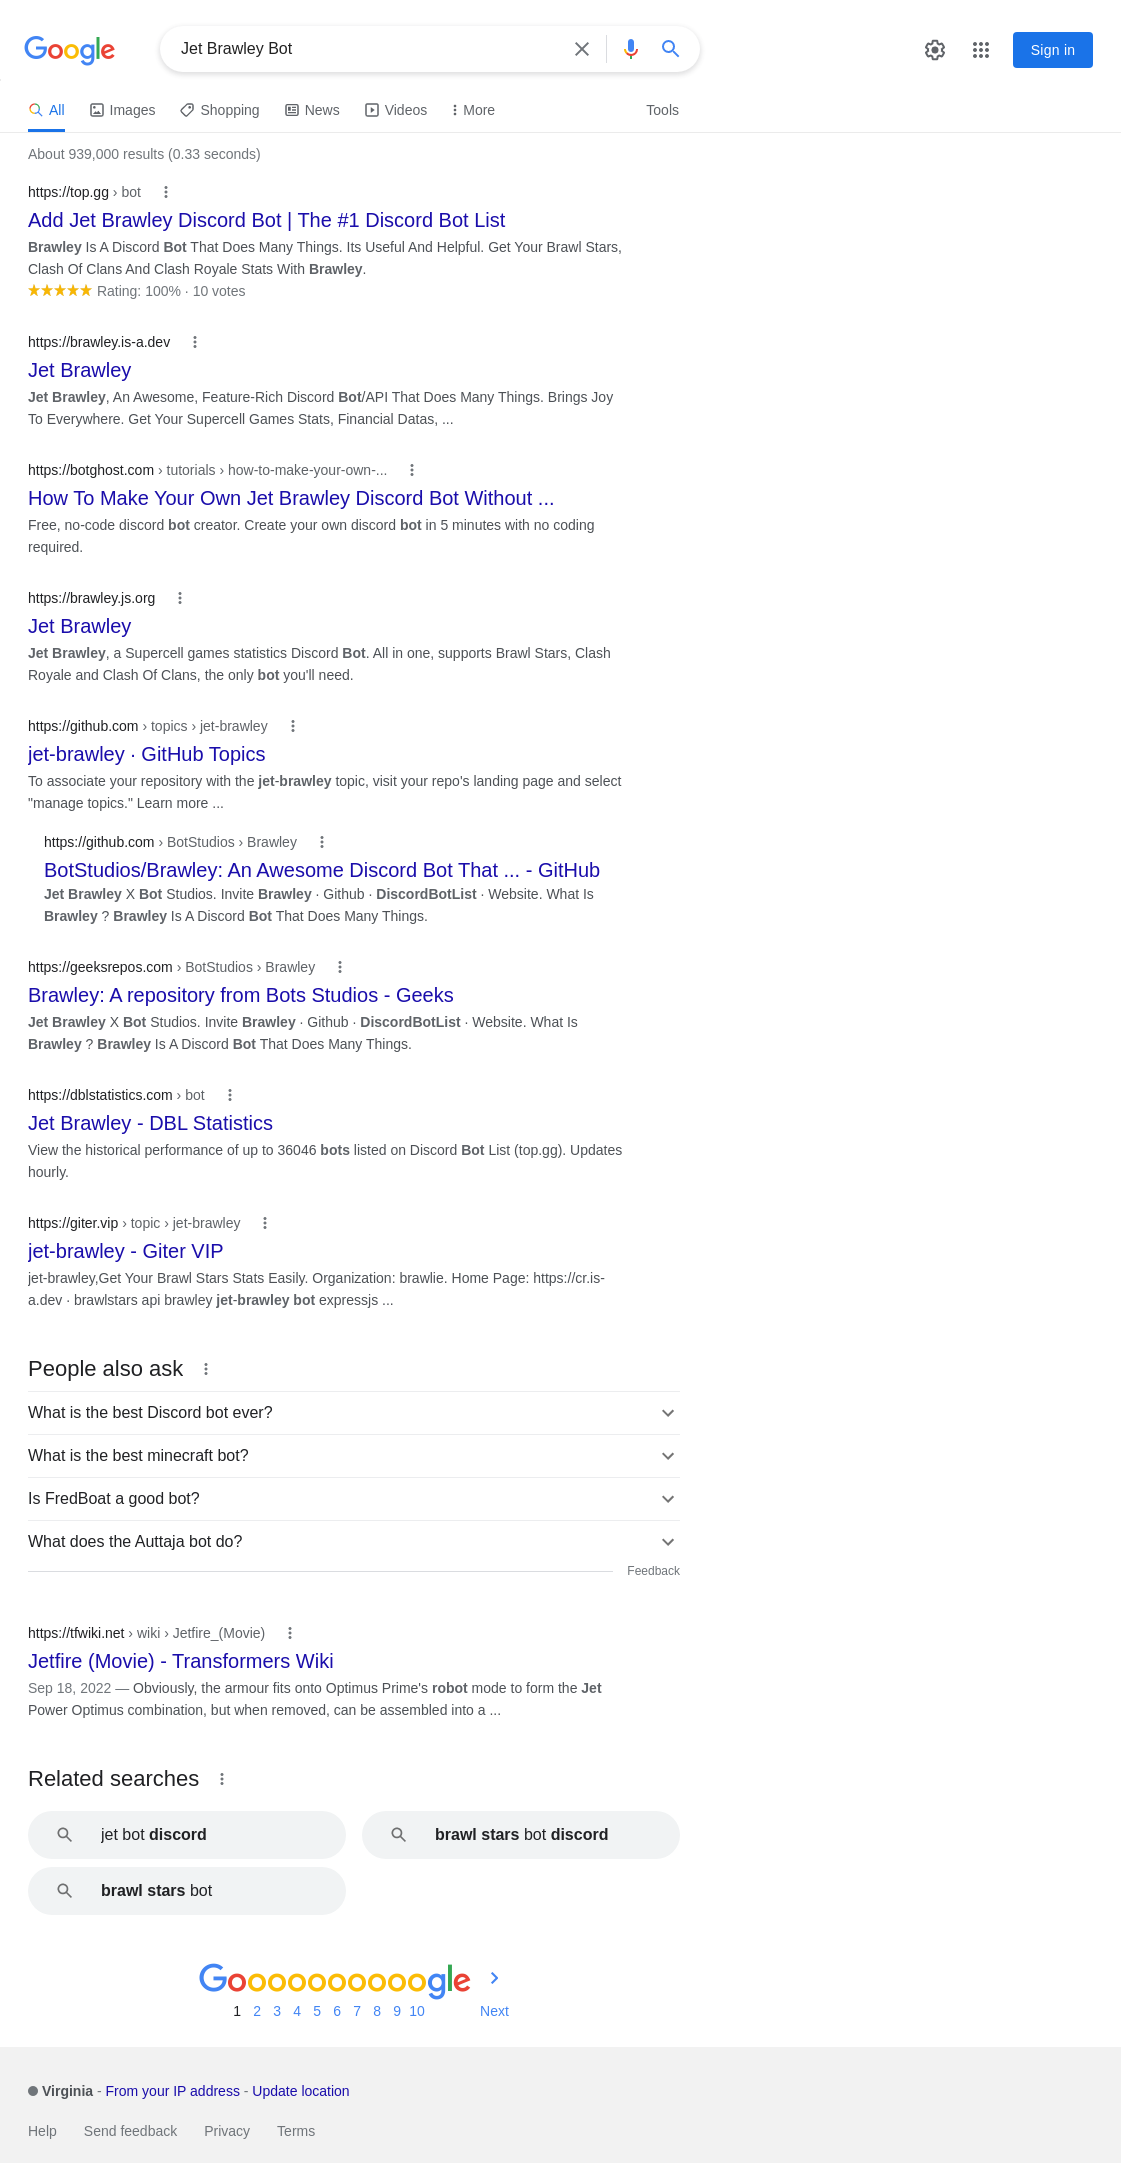 Google
Jet Brawley Bot
Sign in
All Images Shopping News Videos More Tools
About 939,000 results (0.33 seconds)
https://top.gg › bot
Add Jet Brawley Discord Bot | The #1 Discord Bot List
Brawley Is A Discord Bot That Does Many Things. Its Useful And Helpful. Get Your Brawl Stars,
Clash Of Clans And Clash Royale Stats With Brawley.
Rating: 100% · 10 votes
https://brawley.is-a.dev
Jet Brawley
Jet Brawley, An Awesome, Feature-Rich Discord Bot/API That Does Many Things. Brings Joy
To Everywhere. Get Your Supercell Games Stats, Financial Datas, ...
https://botghost.com › tutorials › how-to-make-your-own-...
How To Make Your Own Jet Brawley Discord Bot Without ...
Free, no-code discord bot creator. Create your own discord bot in 5 minutes with no coding
required.
https://brawley.js.org
Jet Brawley
Jet Brawley, a Supercell games statistics Discord Bot. All in one, supports Brawl Stars, Clash
Royale and Clash Of Clans, the only bot you'll need.
https://github.com › topics › jet-brawley
jet-brawley · GitHub Topics
To associate your repository with the jet-brawley topic, visit your repo's landing page and select
"manage topics." Learn more ...
https://github.com › BotStudios › Brawley
BotStudios/Brawley: An Awesome Discord Bot That ... - GitHub
Jet Brawley X Bot Studios. Invite Brawley · Github · DiscordBotList · Website. What Is
Brawley ? Brawley Is A Discord Bot That Does Many Things.
https://geeksrepos.com › BotStudios › Brawley
Brawley: A repository from Bots Studios - Geeks
Jet Brawley X Bot Studios. Invite Brawley · Github · DiscordBotList · Website. What Is
Brawley ? Brawley Is A Discord Bot That Does Many Things.
https://dblstatistics.com › bot
Jet Brawley - DBL Statistics
View the historical performance of up to 36046 bots listed on Discord Bot List (top.gg). Updates
hourly.
https://giter.vip › topic › jet-brawley
jet-brawley - Giter VIP
jet-brawley,Get Your Brawl Stars Stats Easily. Organization: brawlie. Home Page: https://cr.is-
a.dev · brawlstars api brawley jet-brawley bot expressjs ...
People also ask
What is the best Discord bot ever?
What is the best minecraft bot?
Is FredBoat a good bot?
What does the Auttaja bot do?
Feedback
https://tfwiki.net › wiki › Jetfire_(Movie)
Jetfire (Movie) - Transformers Wiki
Sep 18, 2022 — Obviously, the armour fits onto Optimus Prime's robot mode to form the Jet
Power Optimus combination, but when removed, can be assembled into a ...
Related searches
jet bot discord
brawl stars bot discord
brawl stars bot
Goooooooooogle
1 2 3 4 5 6 7 8 9 10 Next
Virginia - From your IP address - Update location
Help Send feedback Privacy Terms